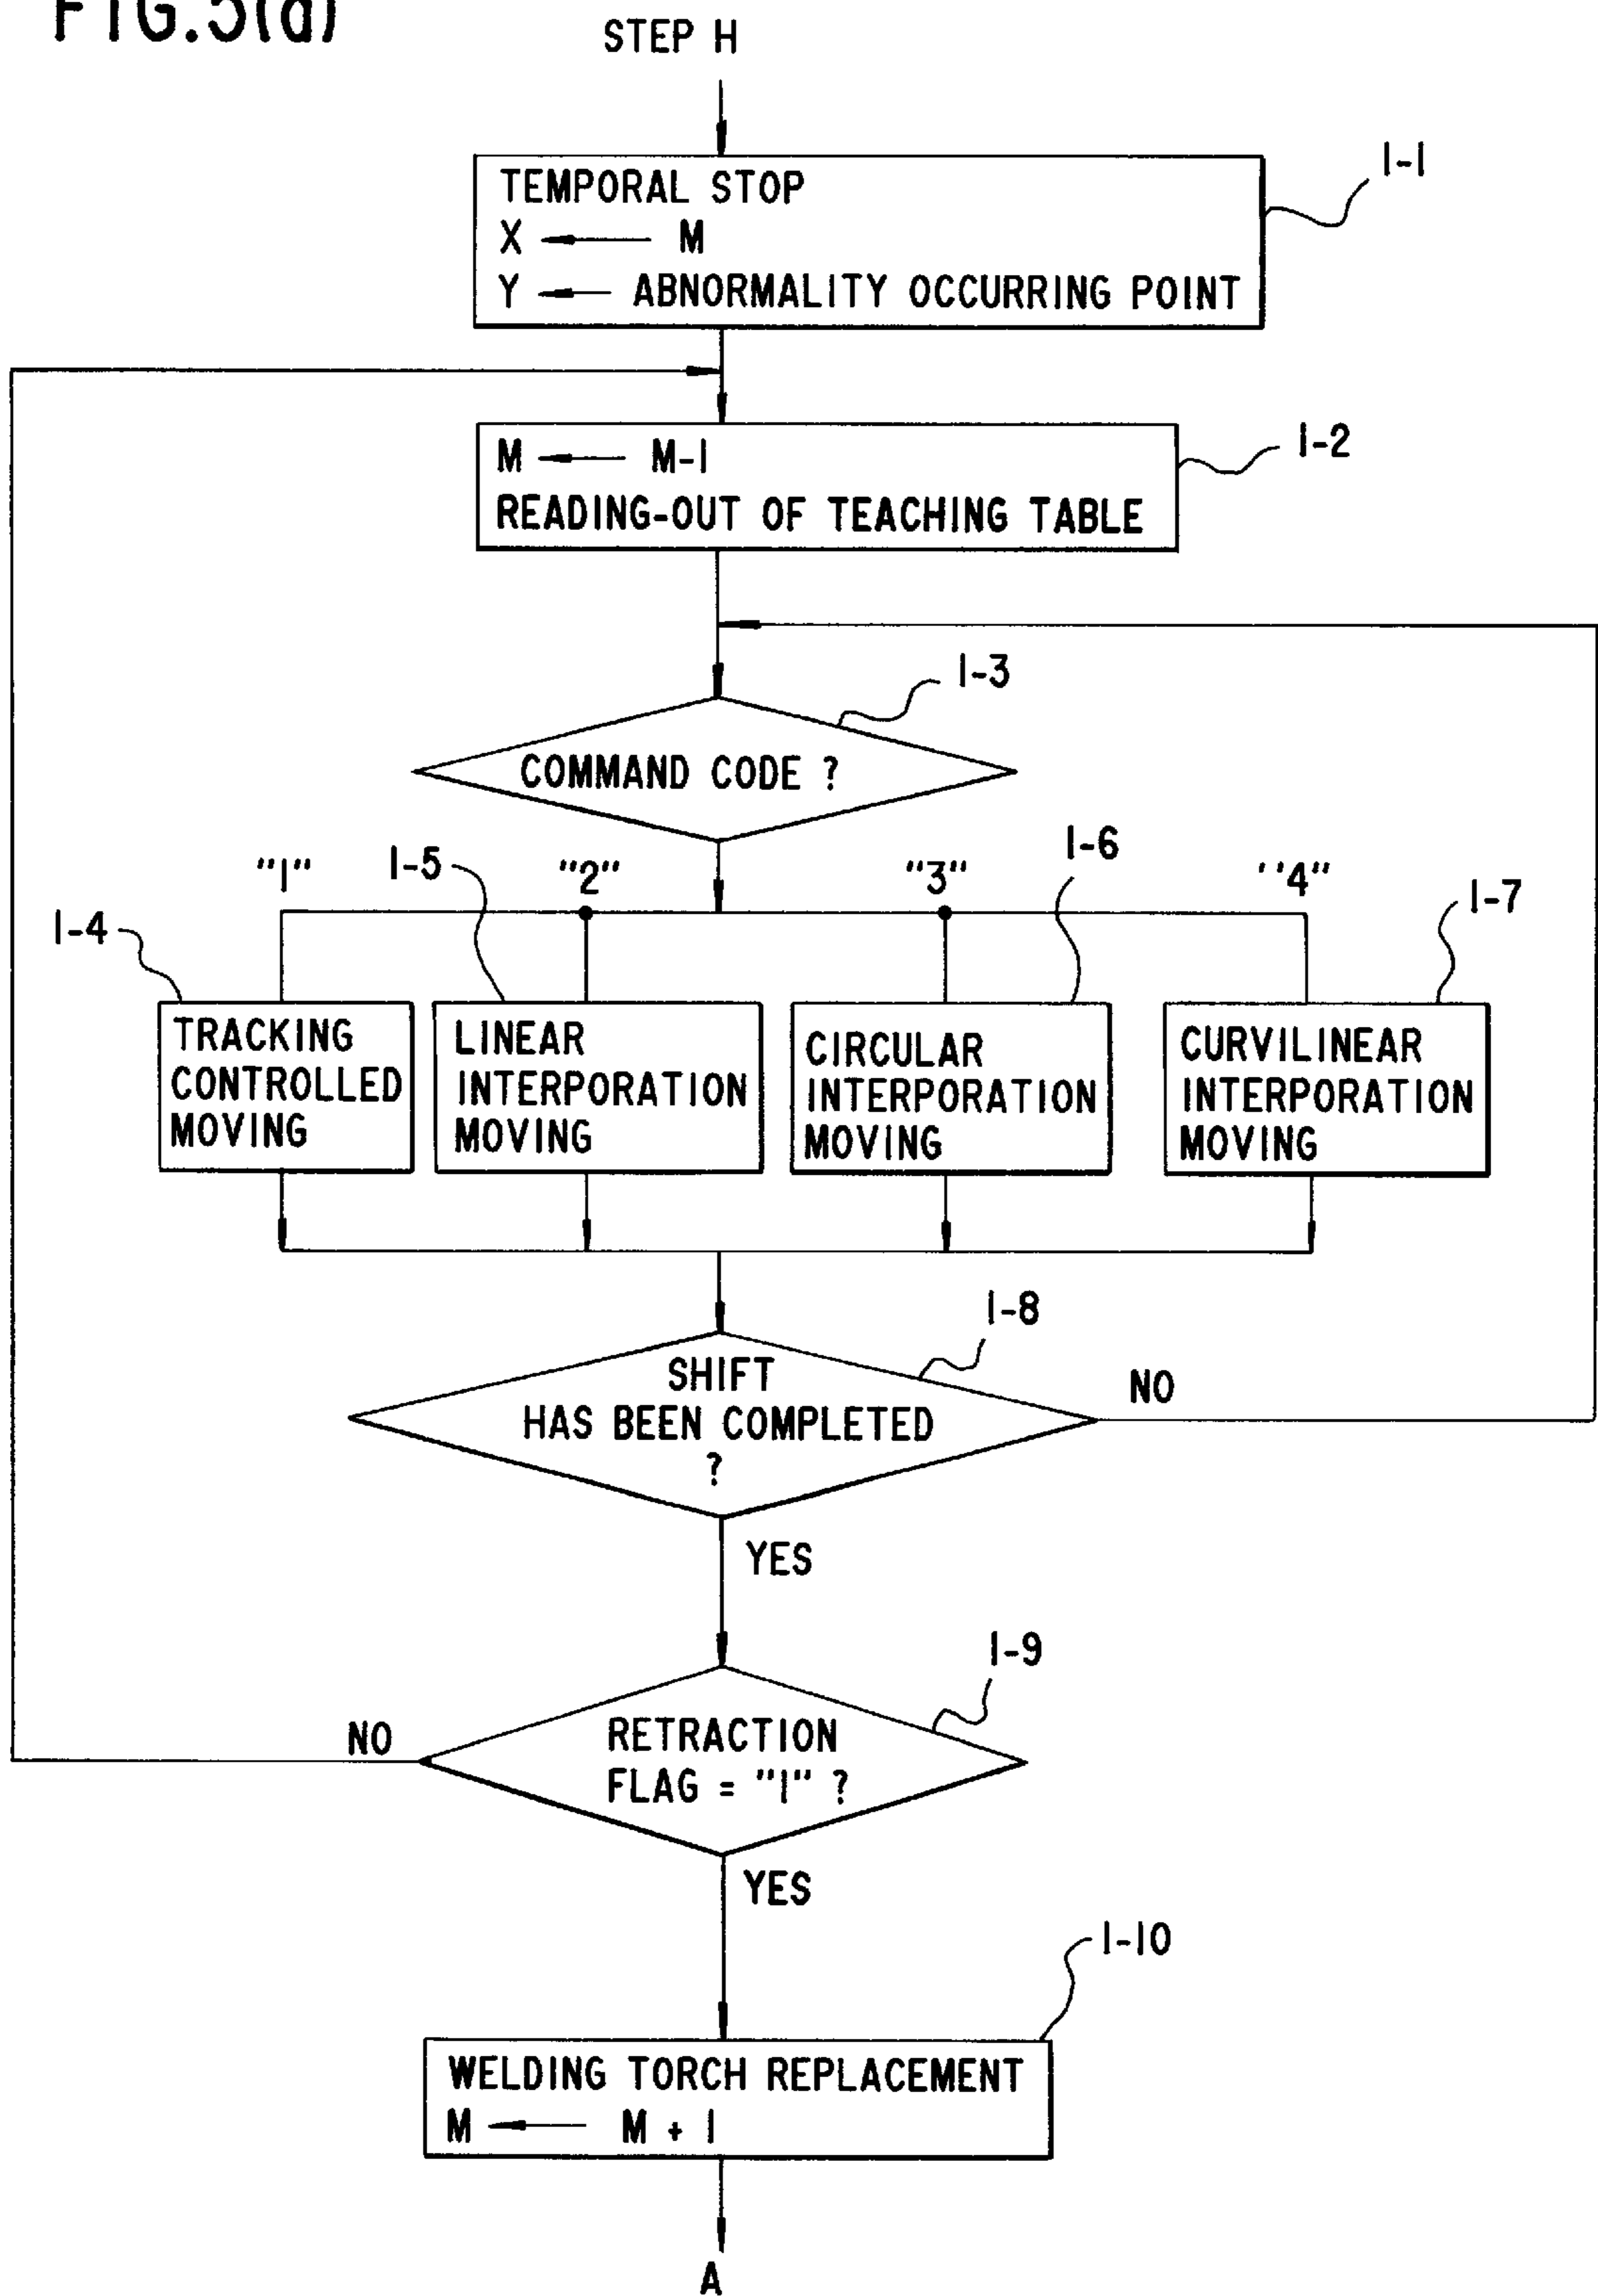 FIG.5(a)
STEP H
1-1
TEMPORAL STOP
X ← M
Y ← ABNORMALITY OCCURRING POINT
1-2
M ← M-1
READING-OUT OF TEACHING TABLE
1-3
COMMAND CODE ?
"1"
1-5
"2"
"3"
1-6
"4"
1-7
1-4
TRACKING
CONTROLLED
MOVING
LINEAR
INTERPORATION
MOVING
CIRCULAR
INTERPORATION
MOVING
CURVILINEAR
INTERPORATION
MOVING
1-8
SHIFT
HAS BEEN COMPLETED
?
NO
YES
1-9
RETRACTION
FLAG = "1" ?
NO
YES
1-10
WELDING TORCH REPLACEMENT
M ← M + 1
A